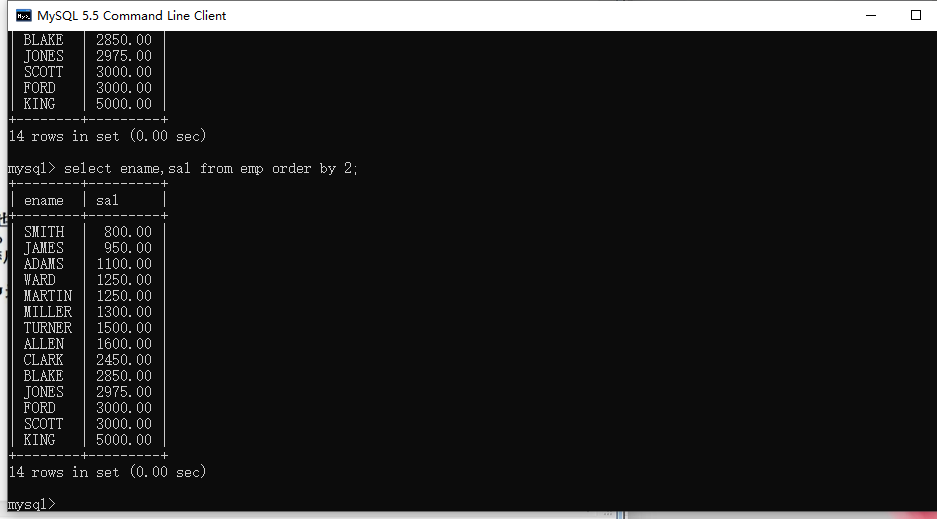 MySQL 5.5 Command Line Client
| BLAKE  | 2850.00 |
| JONES  | 2975.00 |
| SCOTT  | 3000.00 |
| FORD   | 3000.00 |
| KING   | 5000.00 |
+--------+---------+
14 rows in set (0.00 sec)
mysql> select ename,sal from emp order by 2;
+--------+---------+
| ename  | sal     |
+--------+---------+
| SMITH  |  800.00 |
| JAMES  |  950.00 |
| ADAMS  | 1100.00 |
| WARD   | 1250.00 |
| MARTIN | 1250.00 |
| MILLER | 1300.00 |
| TURNER | 1500.00 |
| ALLEN  | 1600.00 |
| CLARK  | 2450.00 |
| BLAKE  | 2850.00 |
| JONES  | 2975.00 |
| FORD   | 3000.00 |
| SCOTT  | 3000.00 |
| KING   | 5000.00 |
+--------+---------+
14 rows in set (0.00 sec)
mysql>